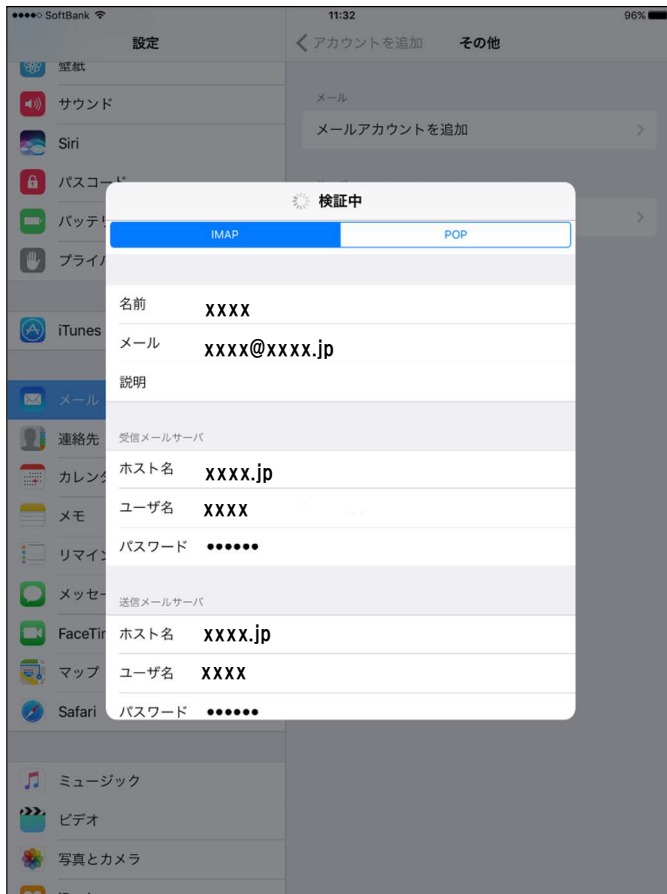 SoftBank
11:32
96%
設定
アカウントを追加
その他
壁紙
サウンド
Siri
パスコード
バッテリ
プライバ
iTunes
メール
連絡先
カレンダ
メモ
リマイン
メッセー
FaceTim
マップ
Safari
ミュージック
ビデオ
写真とカメラ
メール
メールアカウントを追加
検証中
IMAP
POP
名前
xxxx
メール
xxxx@xxxx.jp
説明
受信メールサーバ
ホスト名
xxxx.jp
ユーザ名
xxxx
パスワード
••••••
送信メールサーバ
ホスト名
xxxx.jp
ユーザ名
xxxx
パスワード
••••••